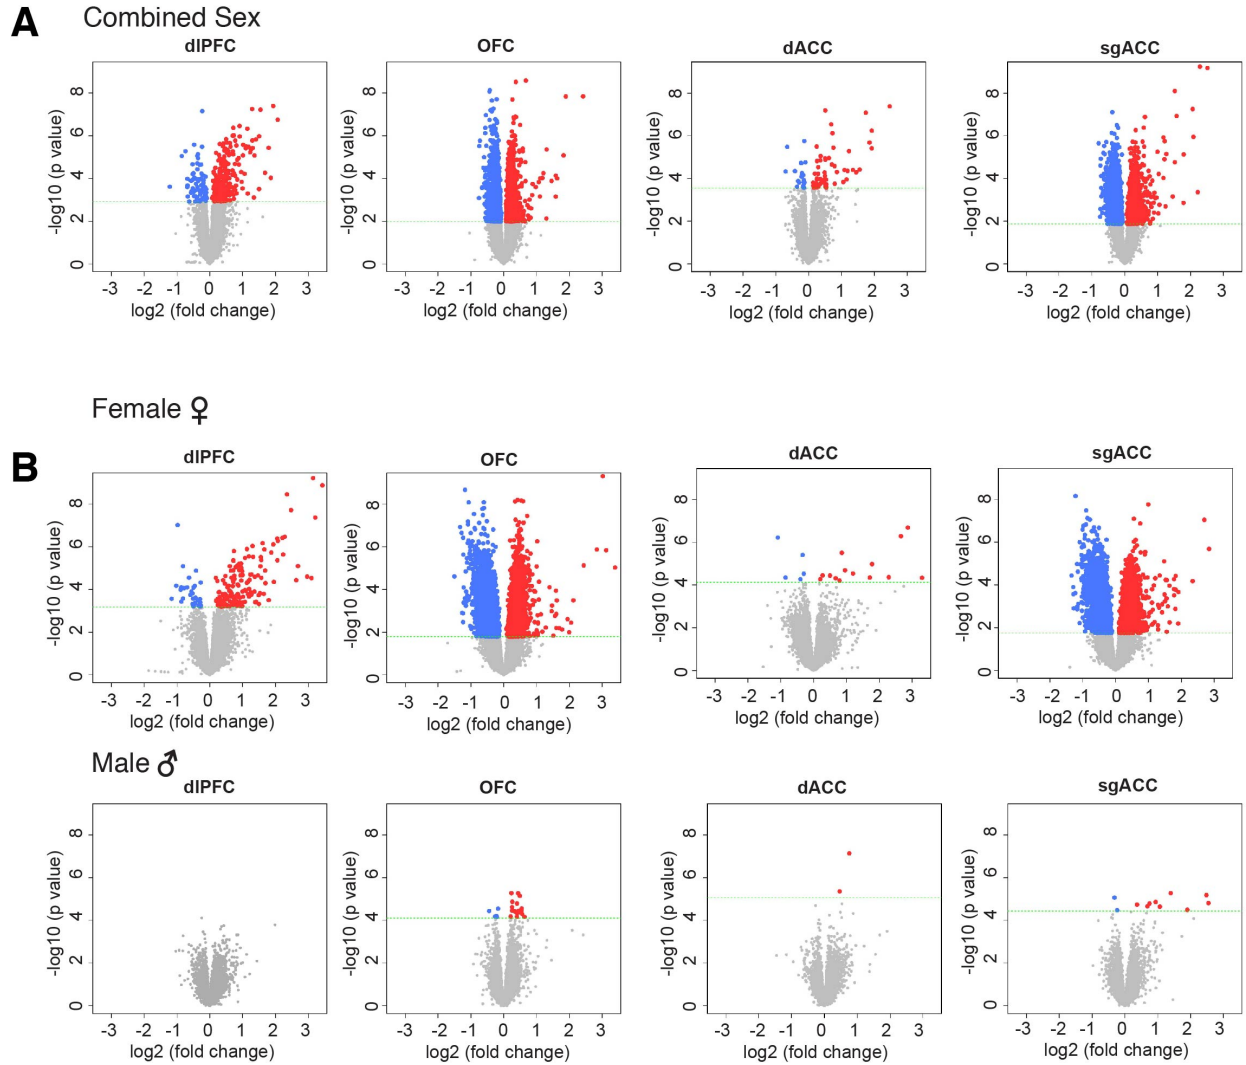 A Combined Sex
dlPFC OFC dACC sgACC
-log10 (p value) -log10 (p value) -log10 (p value) -log10 (p value)
8 8 8 8
6 6 6 6
4 4 4 4
2 2 2 2
0 0 0 0
-3 -2 -1 0 1 2 3 -3 -2 -1 0 1 2 3 -3 -2 -1 0 1 2 3 -3 -2 -1 0 1 2 3
log2 (fold change) log2 (fold change) log2 (fold change) log2 (fold change)
Female ♀
B
dlPFC OFC dACC sgACC
-log10 (p value) -log10 (p value) -log10 (p value) -log10 (p value)
8 8 8 8
6 6 6 6
4 4 4 4
2 2 2 2
0 0 0 0
-3 -2 -1 0 1 2 3 -3 -2 -1 0 1 2 3 -3 -2 -1 0 1 2 3 -3 -2 -1 0 1 2 3
log2 (fold change) log2 (fold change) log2 (fold change) log2 (fold change)
Male ♂
dlPFC OFC dACC sgACC
-log10 (p value) -log10 (p value) -log10 (p value) -log10 (p value)
8 8 8 8
6 6 6 6
4 4 4 4
2 2 2 2
0 0 0 0
-3 -2 -1 0 1 2 3 -3 -2 -1 0 1 2 3 -3 -2 -1 0 1 2 3 -3 -2 -1 0 1 2 3
log2 (fold change) log2 (fold change) log2 (fold change) log2 (fold change)